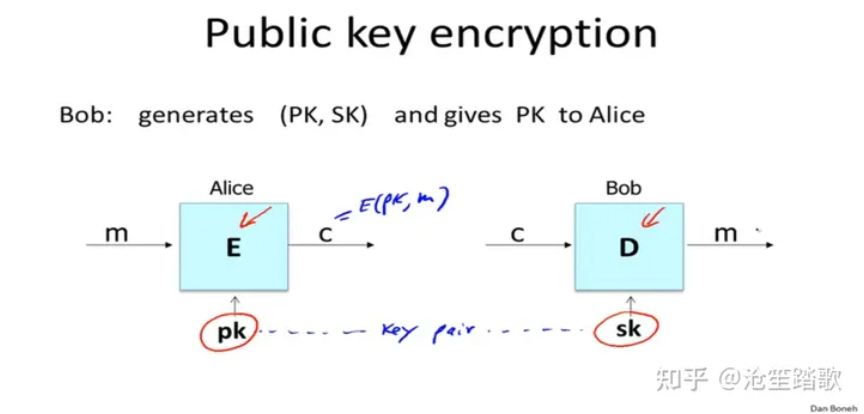 Public key encryption
Bob: generates (PK, SK) and gives PK to Alice
Alice
Bob
m
E
c
= E(PK, m)
c
D
m
pk
key pair
sk
知乎 @沧笙踏歌
Dan Boneh